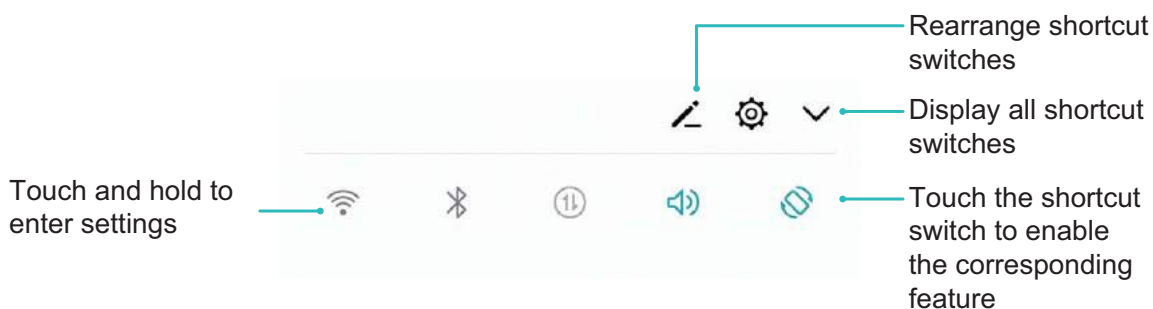 Rearrange shortcut
switches
Display all shortcut
switches
Touch and hold to
enter settings
Touch the shortcut
switch to enable
the corresponding
feature